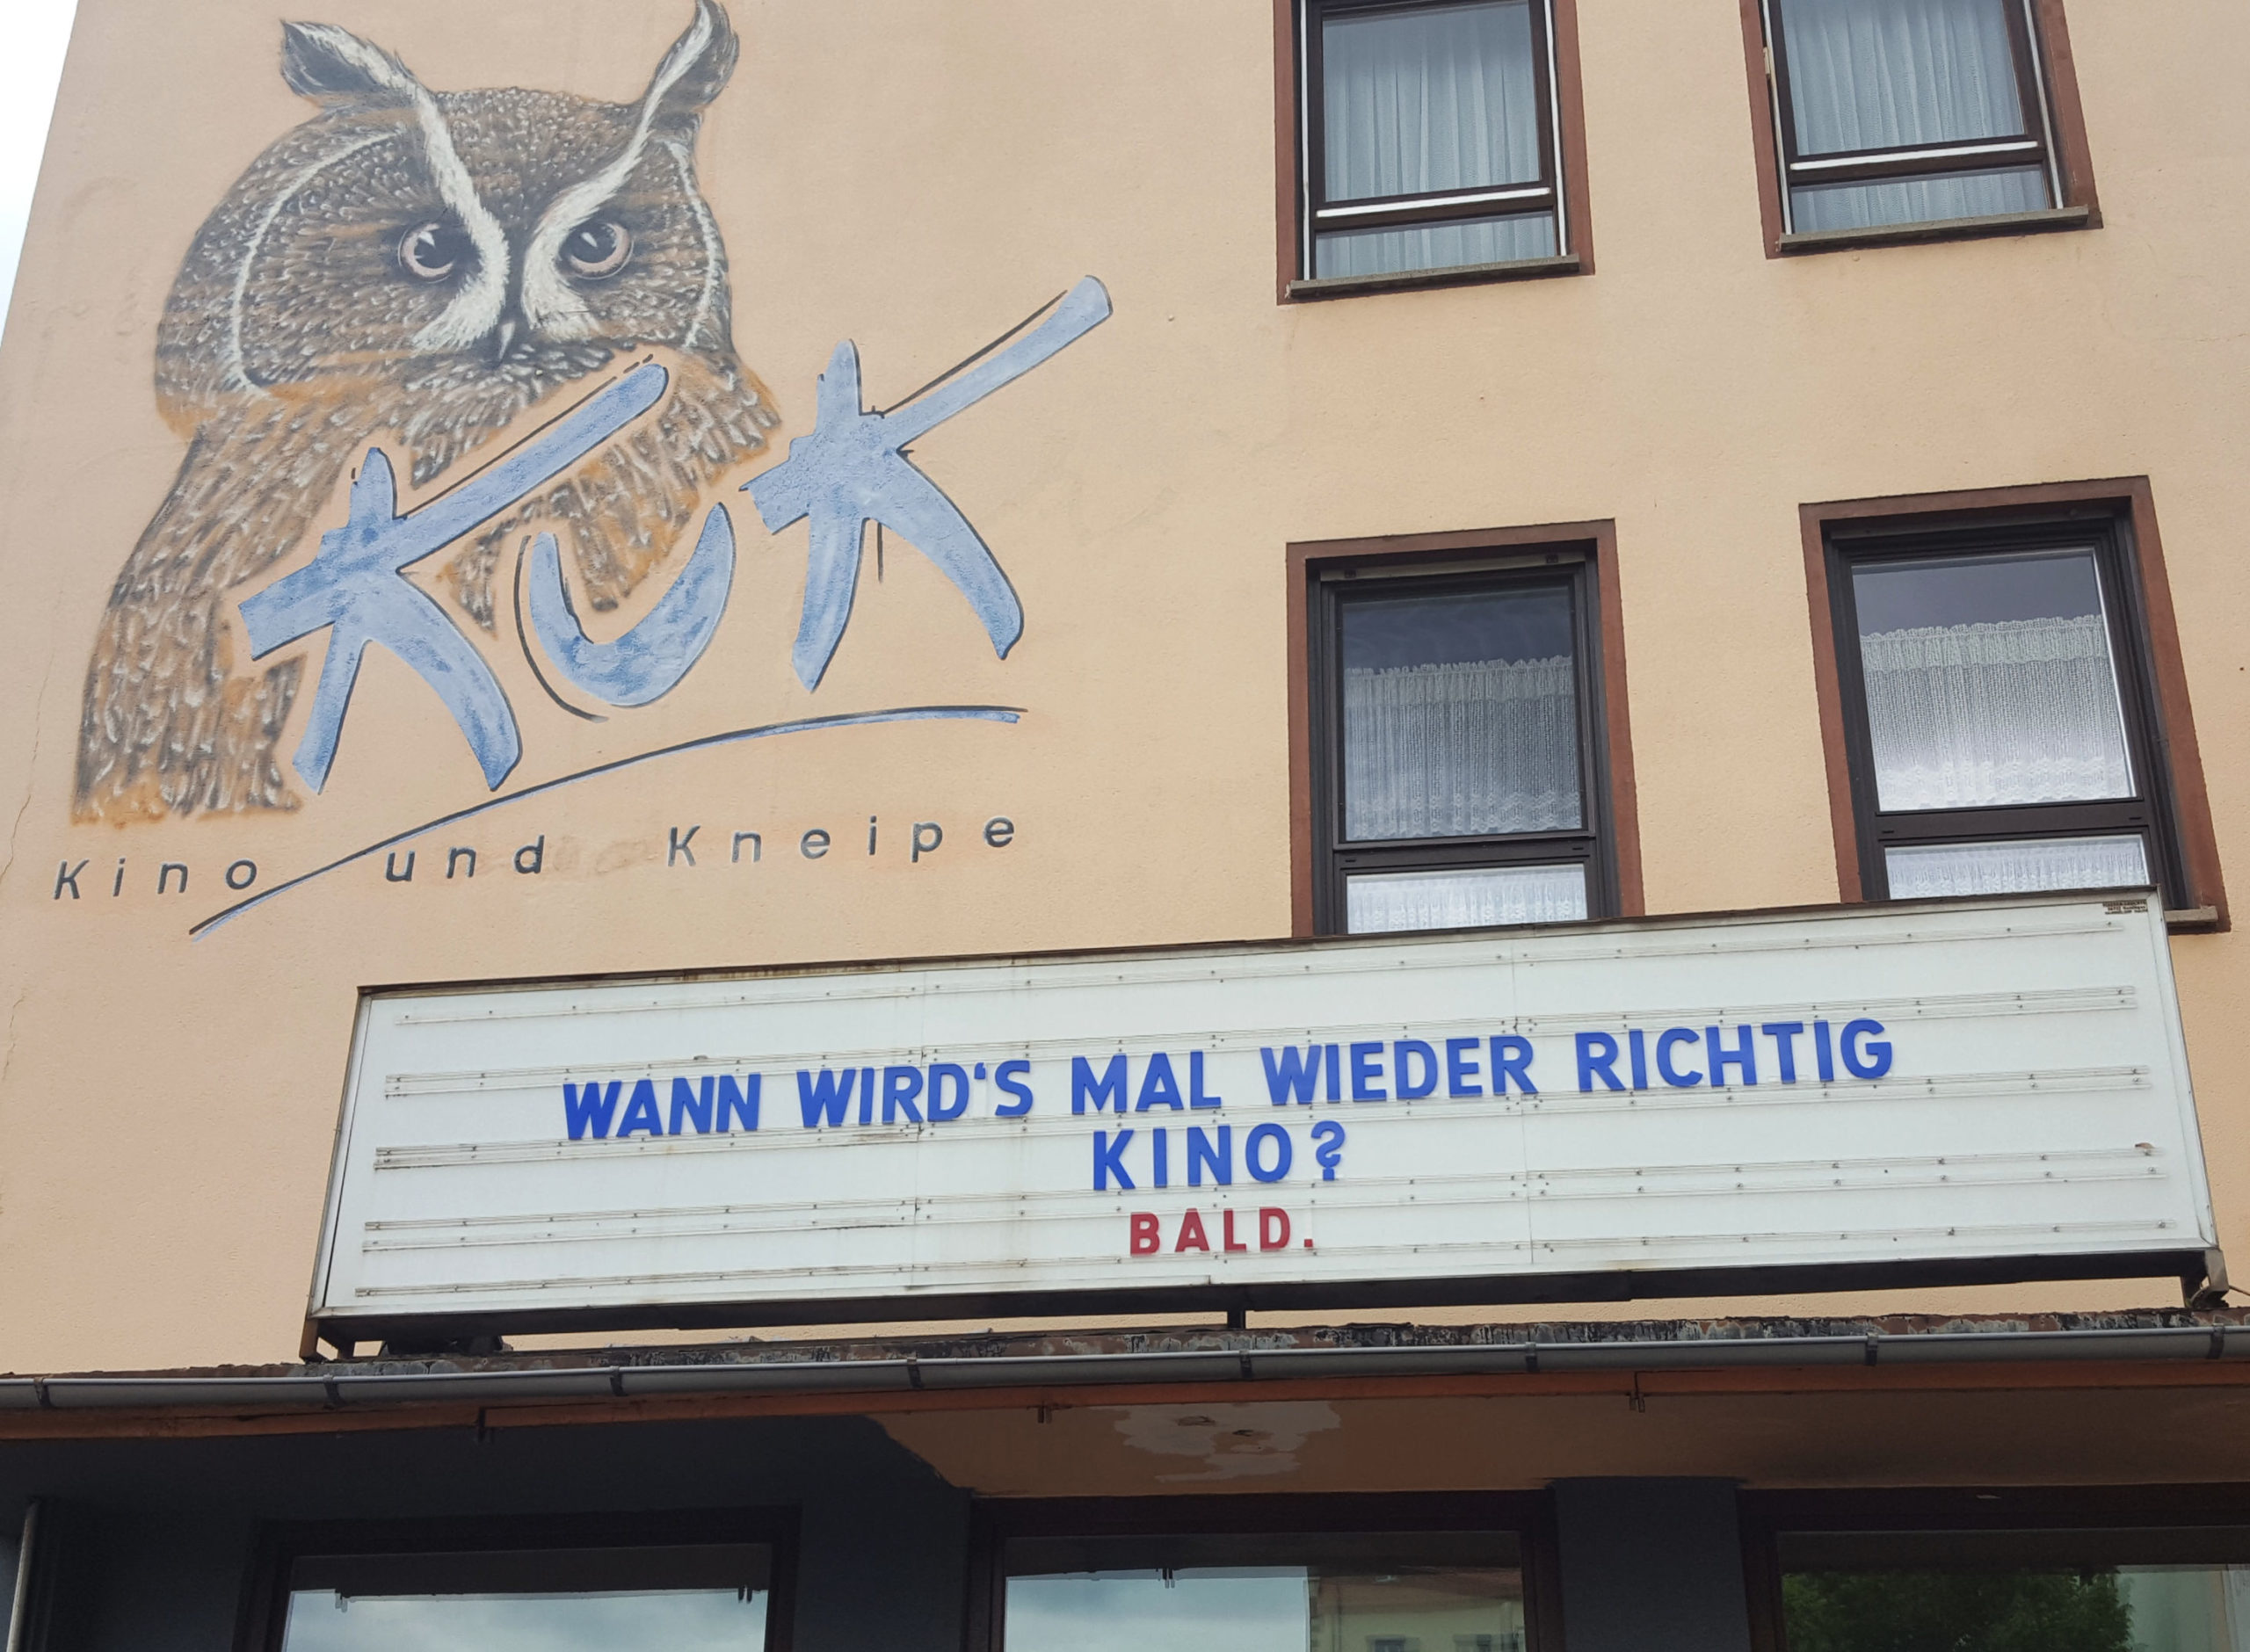 KUK
Kino und Kneipe
WANN WIRD'S MAL WIEDER RICHTIG
KINO?
BALD.